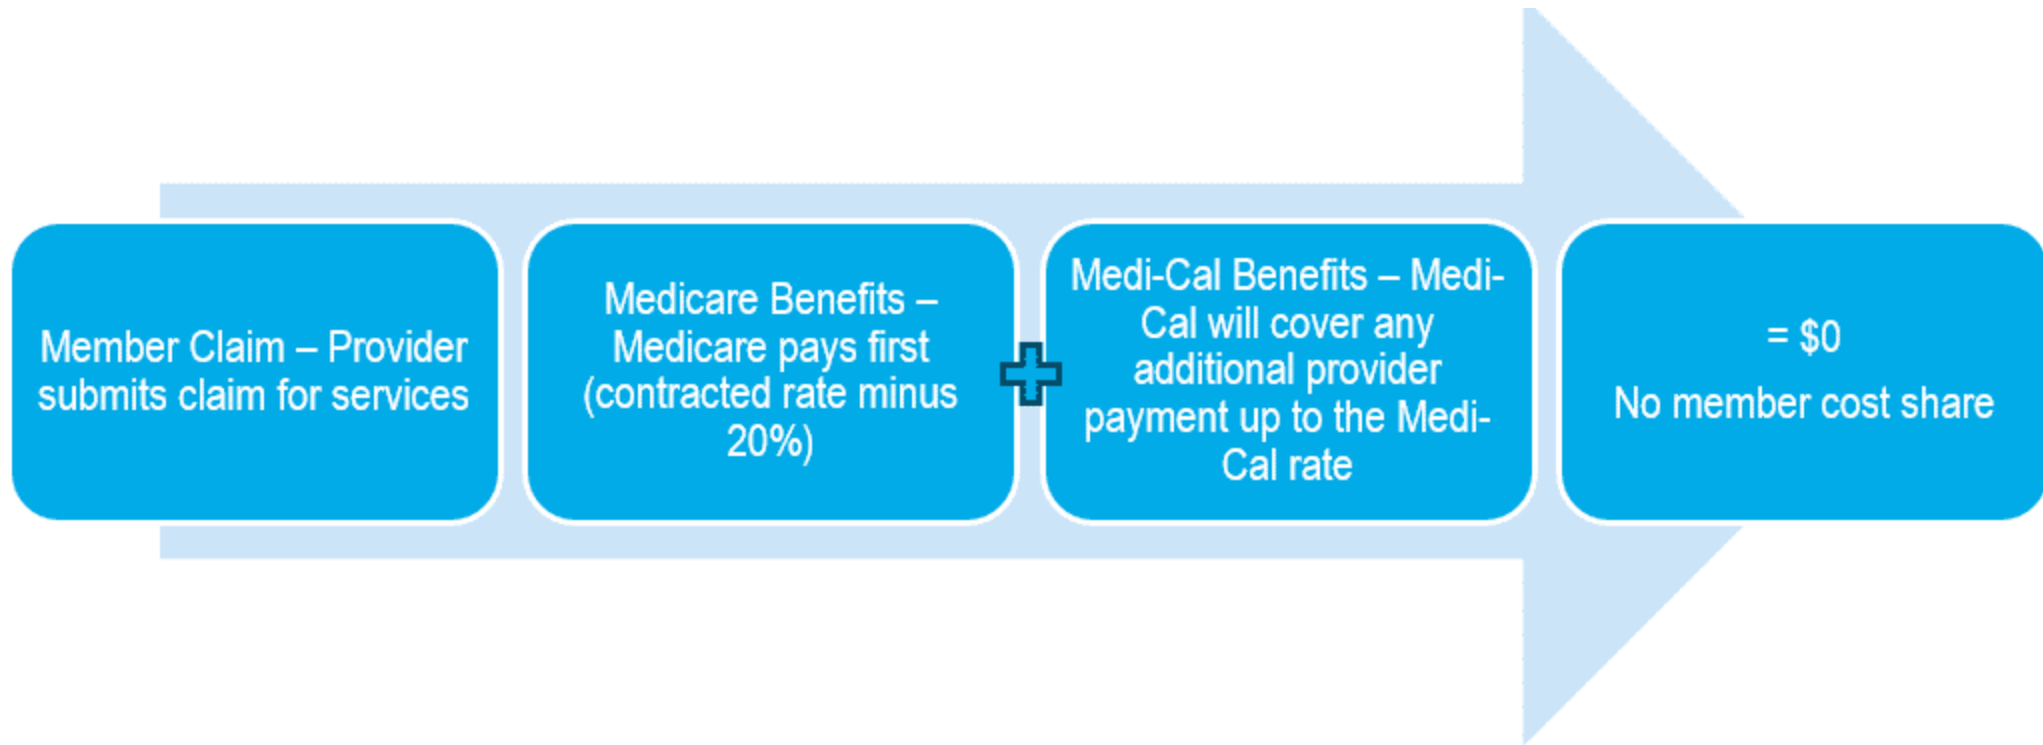 Member Claim – Provider
submits claim for services
Medicare Benefits –
Medicare pays first
(contracted rate minus
20%)
Medi-Cal Benefits – Medi-
Cal will cover any
additional provider
payment up to the Medi-
Cal rate
= $0
No member cost share